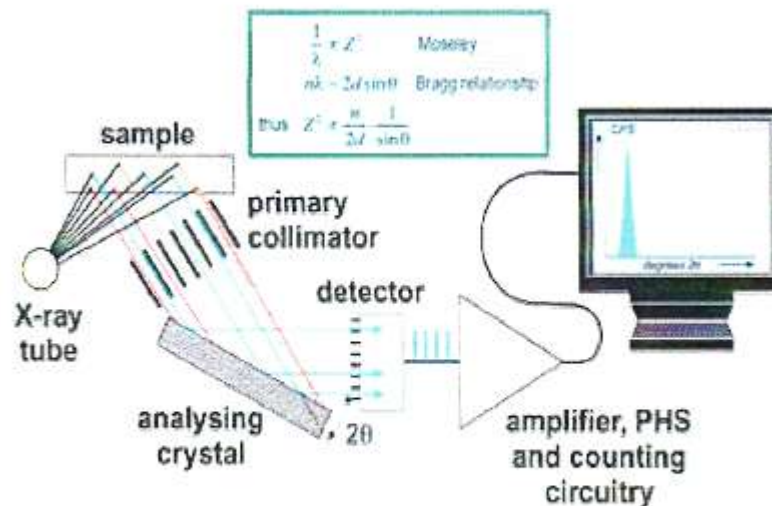 1/λ ∝ Z² Moseley
nλ = 2d sinθ Bragg relationship
thus Z² ∝ n/2d 1/sinθ
sample
primary
collimator
detector
X-ray
tube
analysing
crystal
2θ
CPS
degrees 2θ
amplifier, PHS
and counting
circuitry